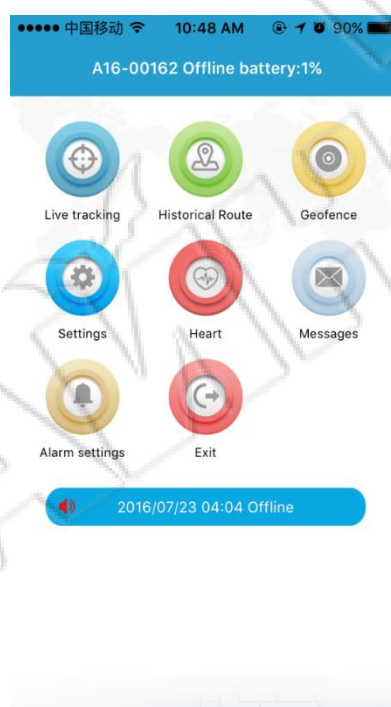 中国移动 10:48 AM 90%
A16-00162 Offline battery:1%
Live tracking Historical Route Geofence
Settings Heart Messages
Alarm settings Exit
2016/07/23 04:04 Offline